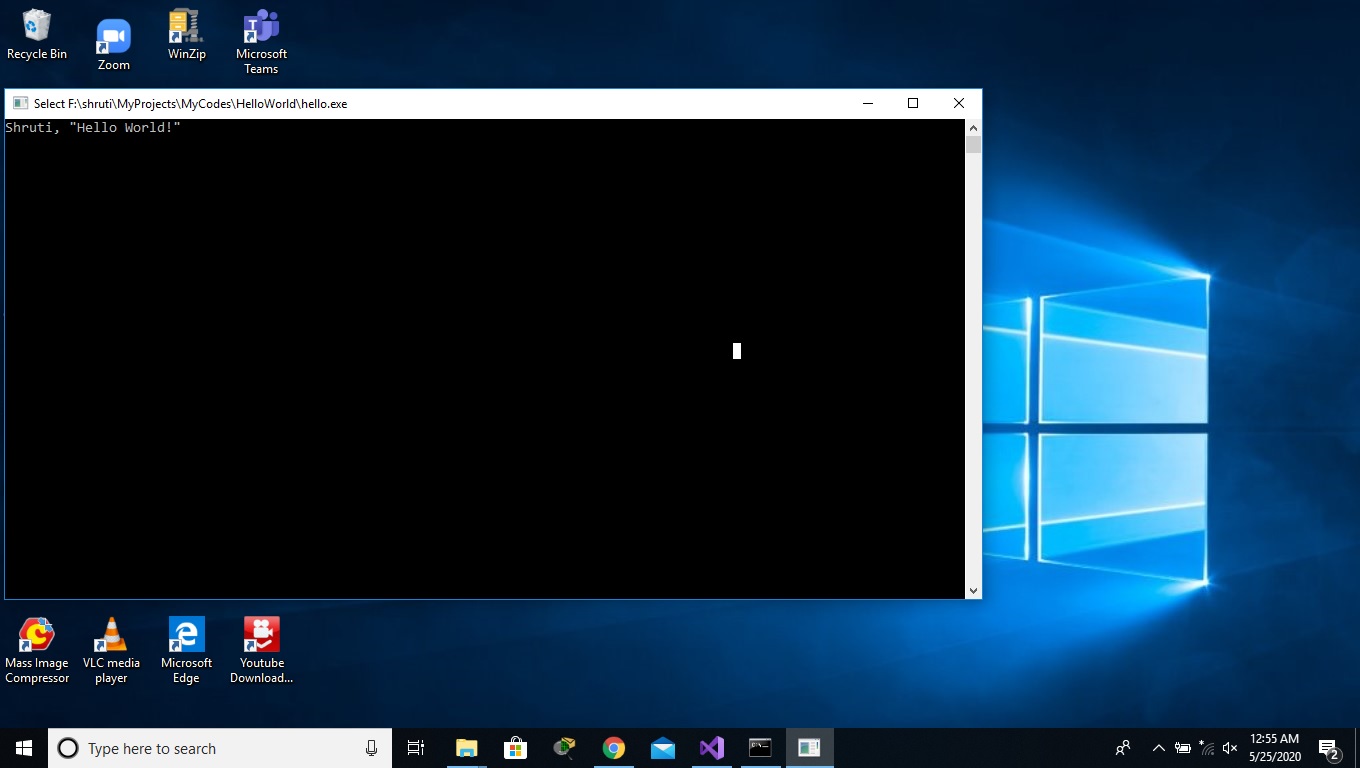 Recycle Bin
Zoom
WinZip
Microsoft
Teams
Select F:\shruti\MyProjects\MyCodes\HelloWorld\hello.exe
Shruti, "Hello World!"
Mass Image
Compressor
VLC media
player
Microsoft
Edge
Youtube
Download...
Type here to search
12:55 AM
5/25/2020
2